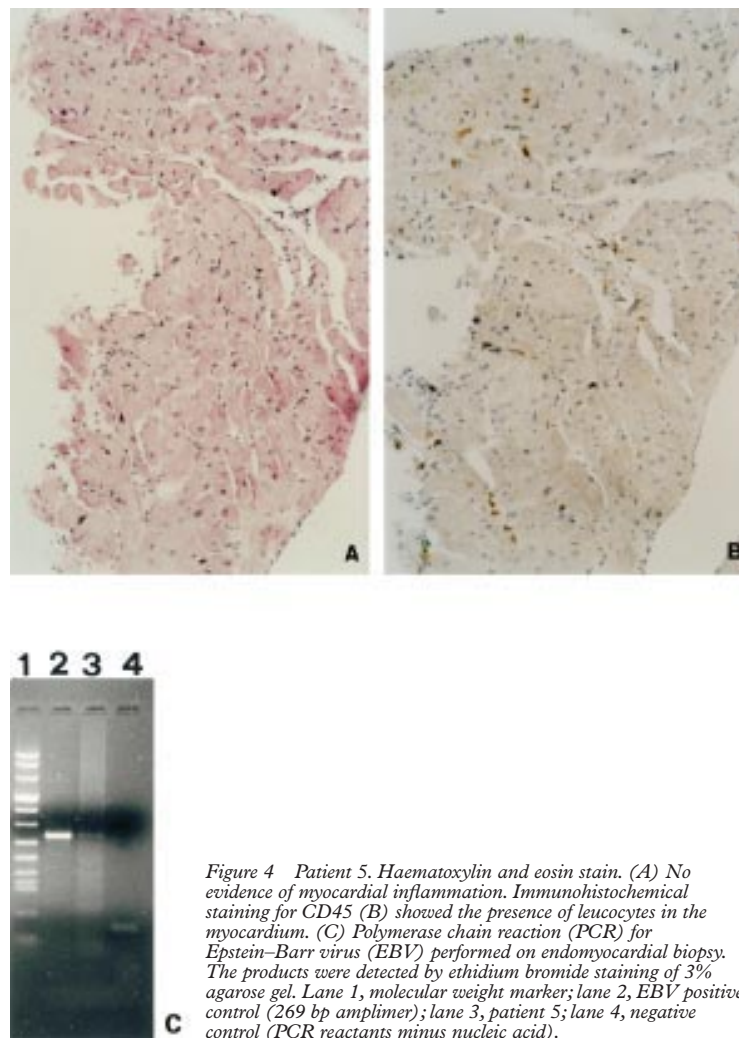 A
B
1 2 3 4
C
Figure 4 Patient 5. Haematoxylin and eosin stain. (A) No
evidence of myocardial inflammation. Immunohistochemical
staining for CD45 (B) showed the presence of leucocytes in the
myocardium. (C) Polymerase chain reaction (PCR) for
Epstein–Barr virus (EBV) performed on endomyocardial biopsy.
The products were detected by ethidium bromide staining of 3%
agarose gel. Lane 1, molecular weight marker; lane 2, EBV positive
control (269 bp amplimer); lane 3, patient 5; lane 4, negative
control (PCR reactants minus nucleic acid).